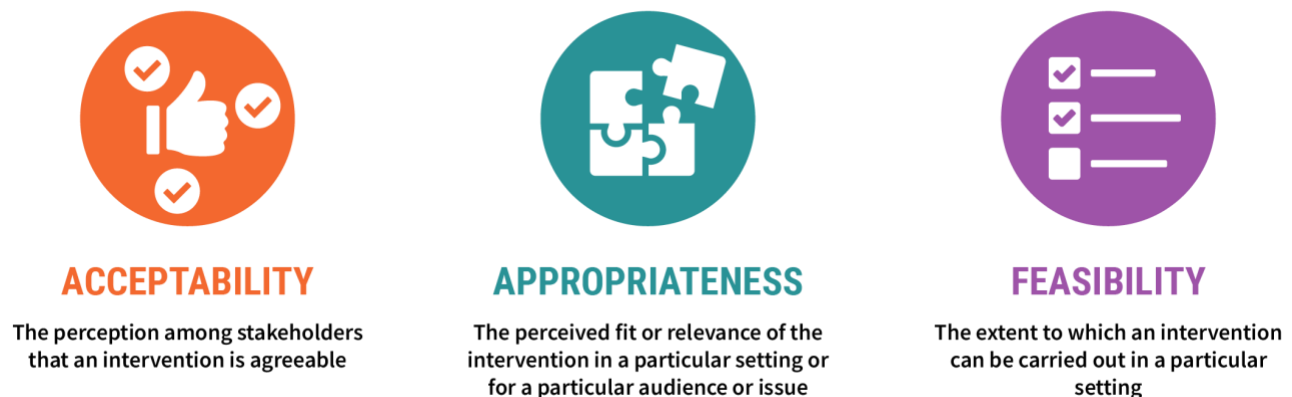 ACCEPTABILITY
The perception among stakeholders
that an intervention is agreeable
APPROPRIATENESS
The perceived fit or relevance of the
intervention in a particular setting or
for a particular audience or issue
FEASIBILITY
The extent to which an intervention
can be carried out in a particular
setting